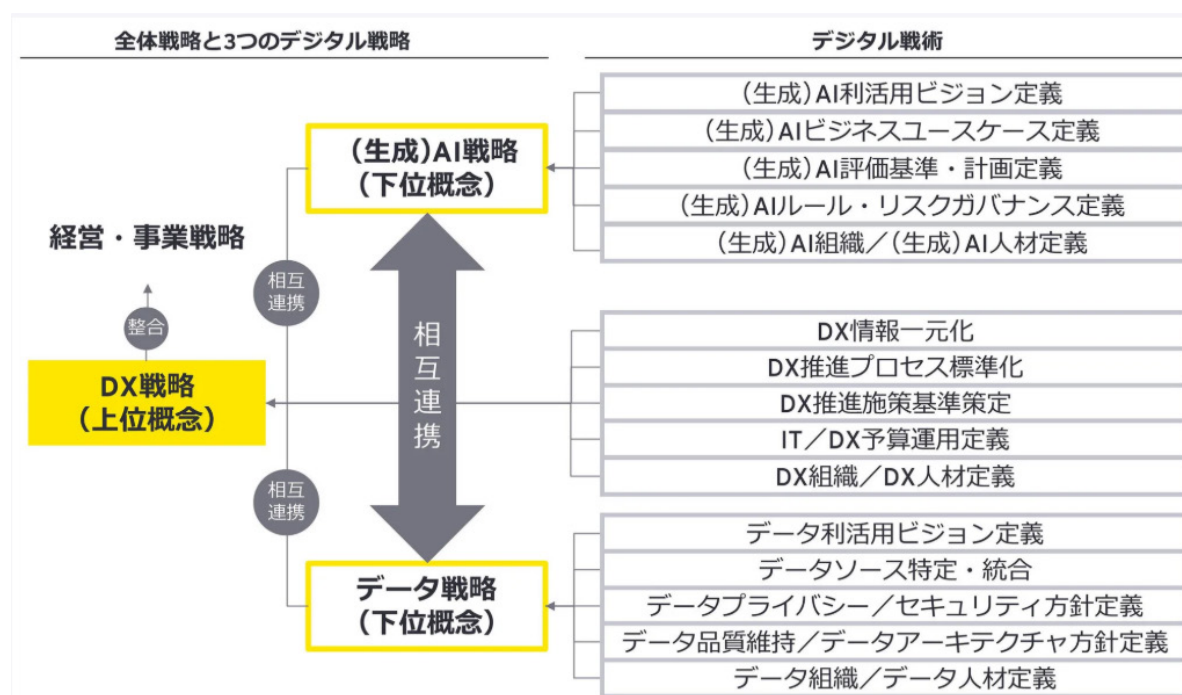 全体戦略と3つのデジタル戦略
デジタル戦術
(生成)AI戦略
(下位概念)
経営・事業戦略
相互
連携
整合
DX戦略
(上位概念)
相互連携
相互
連携
データ戦略
(下位概念)
(生成)AI利活用ビジョン定義
(生成)AIビジネスユースケース定義
(生成)AI評価基準・計画定義
(生成)AIルール・リスクガバナンス定義
(生成)AI組織／(生成)AI人材定義
DX情報一元化
DX推進プロセス標準化
DX推進施策基準策定
IT／DX予算運用定義
DX組織／DX人材定義
データ利活用ビジョン定義
データソース特定・統合
データプライバシー／セキュリティ方針定義
データ品質維持／データアーキテクチャ方針定義
データ組織／データ人材定義